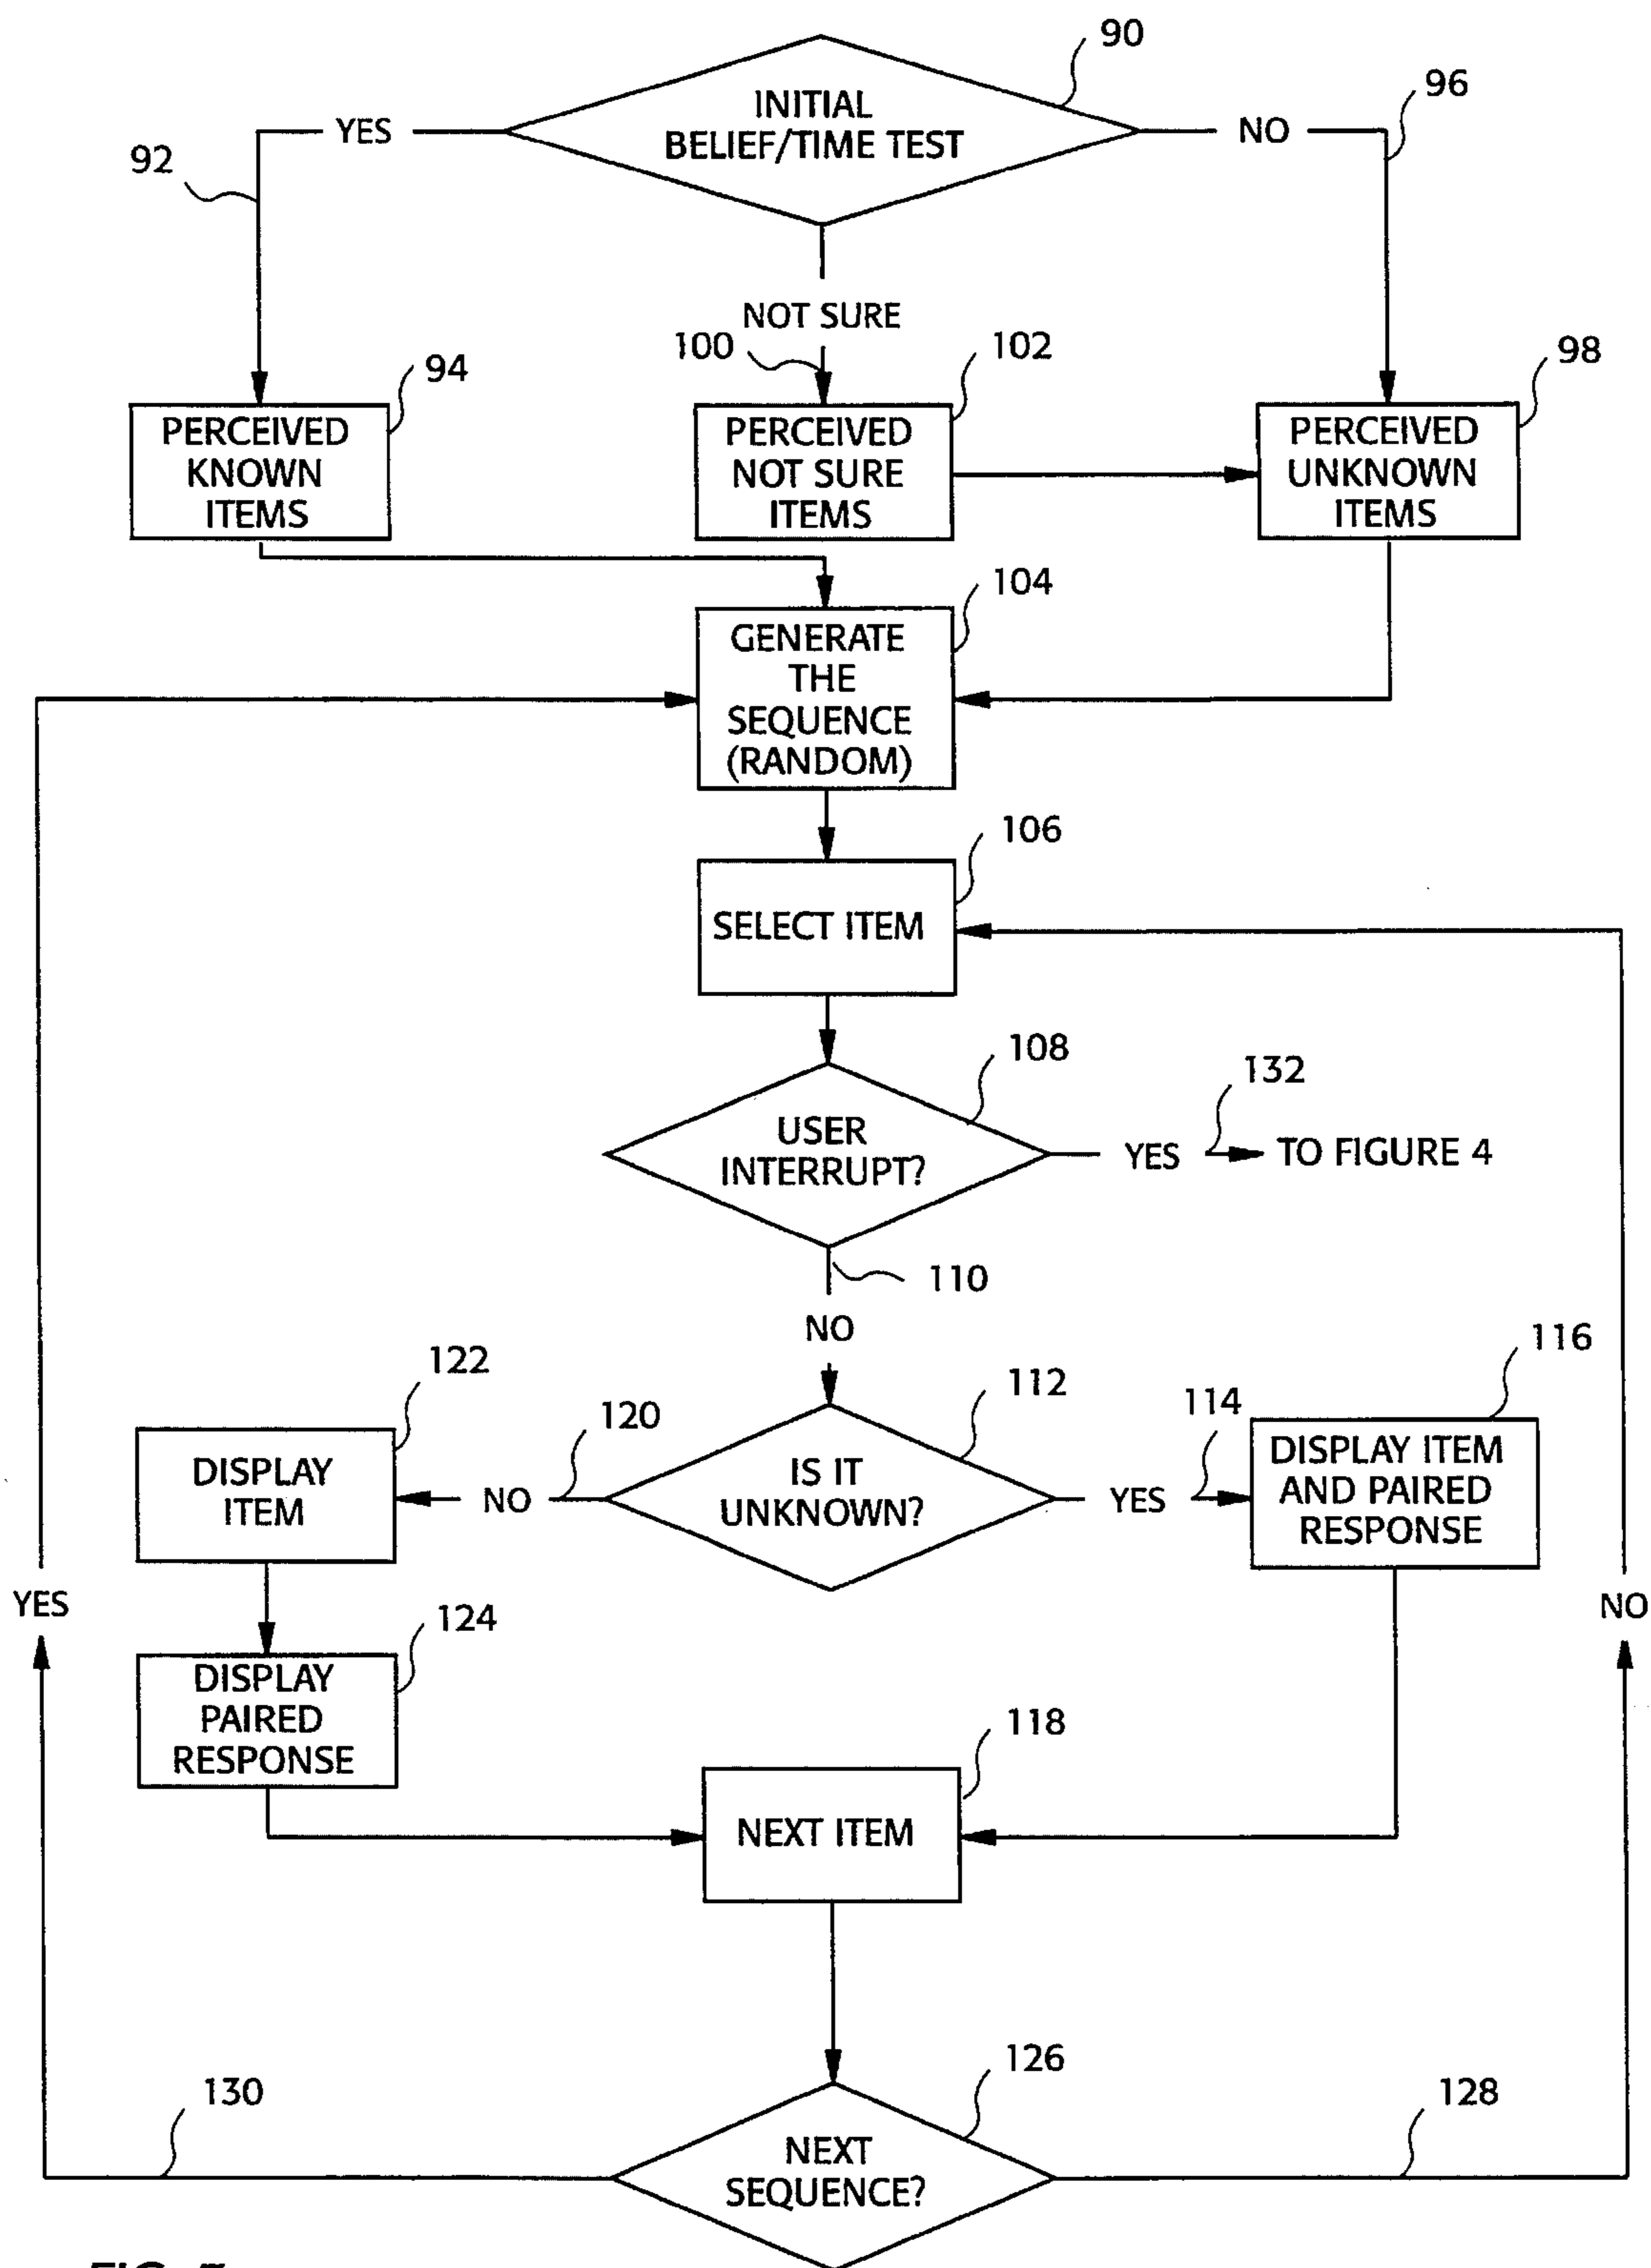 90
INITIAL
BELIEF/TIME TEST
YES
NO
96
92
NOT SURE
100
102
94
98
PERCEIVED
KNOWN
ITEMS
PERCEIVED
NOT SURE
ITEMS
PERCEIVED
UNKNOWN
ITEMS
104
GENERATE
THE
SEQUENCE
(RANDOM)
106
SELECT ITEM
108
132
USER
INTERRUPT?
YES
TO FIGURE 4
110
NO
122
120
112
114
116
DISPLAY
ITEM
NO
IS IT
UNKNOWN?
YES
DISPLAY ITEM
AND PAIRED
RESPONSE
YES
NO
124
DISPLAY
PAIRED
RESPONSE
118
NEXT ITEM
126
130
128
NEXT
SEQUENCE?